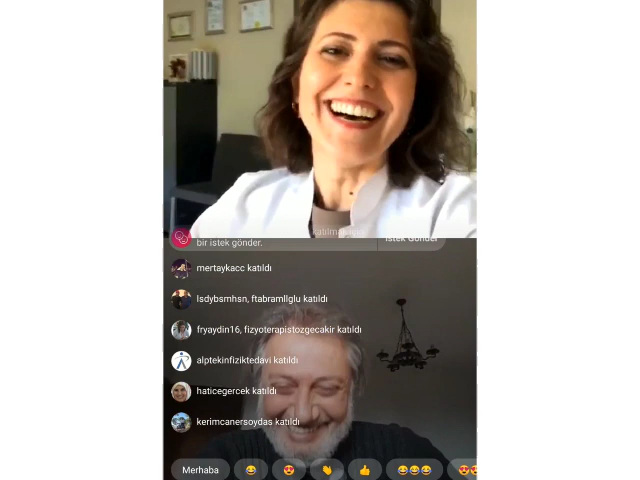 katılma
bir istek gönder.
İstek Gönder
mertaykacc katıldı
lsdybsmhsn, ftabramllglu katıldı
fryaydin16, fizyoterapistozgecakir katıldı
alptekinfiziktedavi katıldı
haticegercek katıldı
kerimcanersoydas katıldı
Merhaba